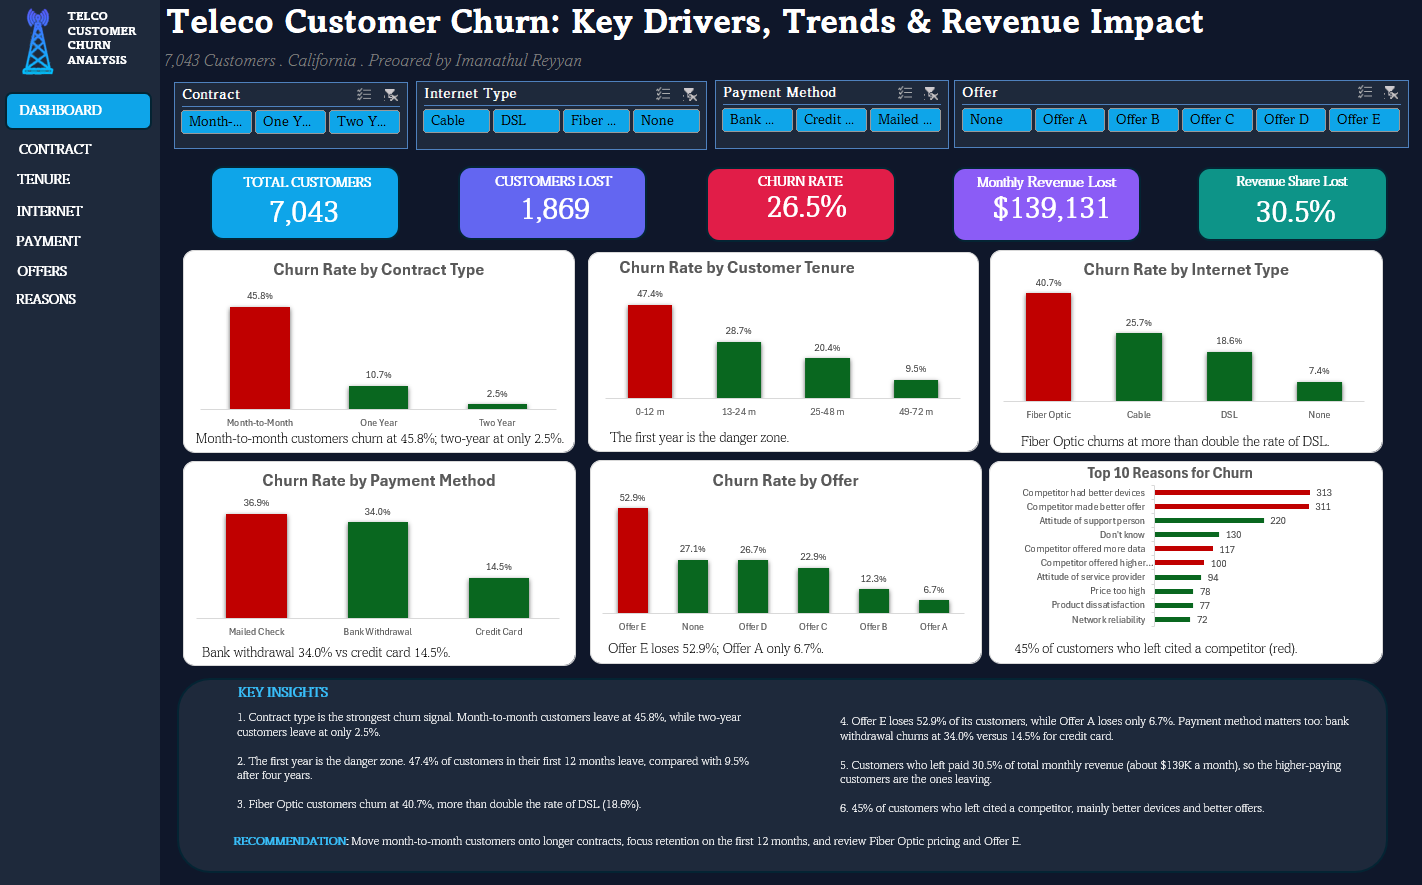 TELCO
CUSTOMER
CHURN
ANALYSIS
Teleco Customer Churn: Key Drivers, Trends & Revenue Impact
7,043 Customers . California . Preoared by Imanathul Reyyan
DASHBOARD
CONTRACT
TENURE
INTERNET
PAYMENT
OFFERS
REASONS
Contract
Month-... One Y... Two Y...
Internet Type
Cable DSL Fiber ... None
Payment Method
Bank ... Credit ... Mailed ...
Offer
None Offer A Offer B Offer C Offer D Offer E
TOTAL CUSTOMERS
7,043
CUSTOMERS LOST
1,869
CHURN RATE
26.5%
Monthly Revenue Lost
$139,131
Revenue Share Lost
30.5%
Churn Rate by Contract Type
45.8%
10.7%
2.5%
Month-to-Month One Year Two Year
Month-to-month customers churn at 45.8%; two-year at only 2.5%.
Churn Rate by Customer Tenure
47.4%
28.7%
20.4%
9.5%
0-12 m 13-24 m 25-48 m 49-72 m
The first year is the danger zone.
Churn Rate by Internet Type
40.7%
25.7%
18.6%
7.4%
Fiber Optic Cable DSL None
Fiber Optic churns at more than double the rate of DSL.
Churn Rate by Payment Method
36.9%
34.0%
14.5%
Mailed Check Bank Withdrawal Credit Card
Bank withdrawal 34.0% vs credit card 14.5%.
Churn Rate by Offer
52.9%
27.1%
26.7%
22.9%
12.3%
6.7%
Offer E None Offer D Offer C Offer B Offer A
Offer E loses 52.9%; Offer A only 6.7%.
Top 10 Reasons for Churn
Competitor had better devices 313
Competitor made better offer 311
Attitude of support person 220
Don't know 130
Competitor offered more data 117
Competitor offered higher... 100
Attitude of service provider 94
Price too high 78
Product dissatisfaction 77
Network reliability 72
45% of customers who left cited a competitor (red).
KEY INSIGHTS
1. Contract type is the strongest churn signal. Month-to-month customers leave at 45.8%, while two-year
customers leave at only 2.5%.
2. The first year is the danger zone. 47.4% of customers in their first 12 months leave, compared with 9.5%
after four years.
3. Fiber Optic customers churn at 40.7%, more than double the rate of DSL (18.6%).
4. Offer E loses 52.9% of its customers, while Offer A loses only 6.7%. Payment method matters too: bank
withdrawal churns at 34.0% versus 14.5% for credit card.
5. Customers who left paid 30.5% of total monthly revenue (about $139K a month), so the higher-paying
customers are the ones leaving.
6. 45% of customers who left cited a competitor, mainly better devices and better offers.
RECOMMENDATION: Move month-to-month customers onto longer contracts, focus retention on the first 12 months, and review Fiber Optic pricing and Offer E.